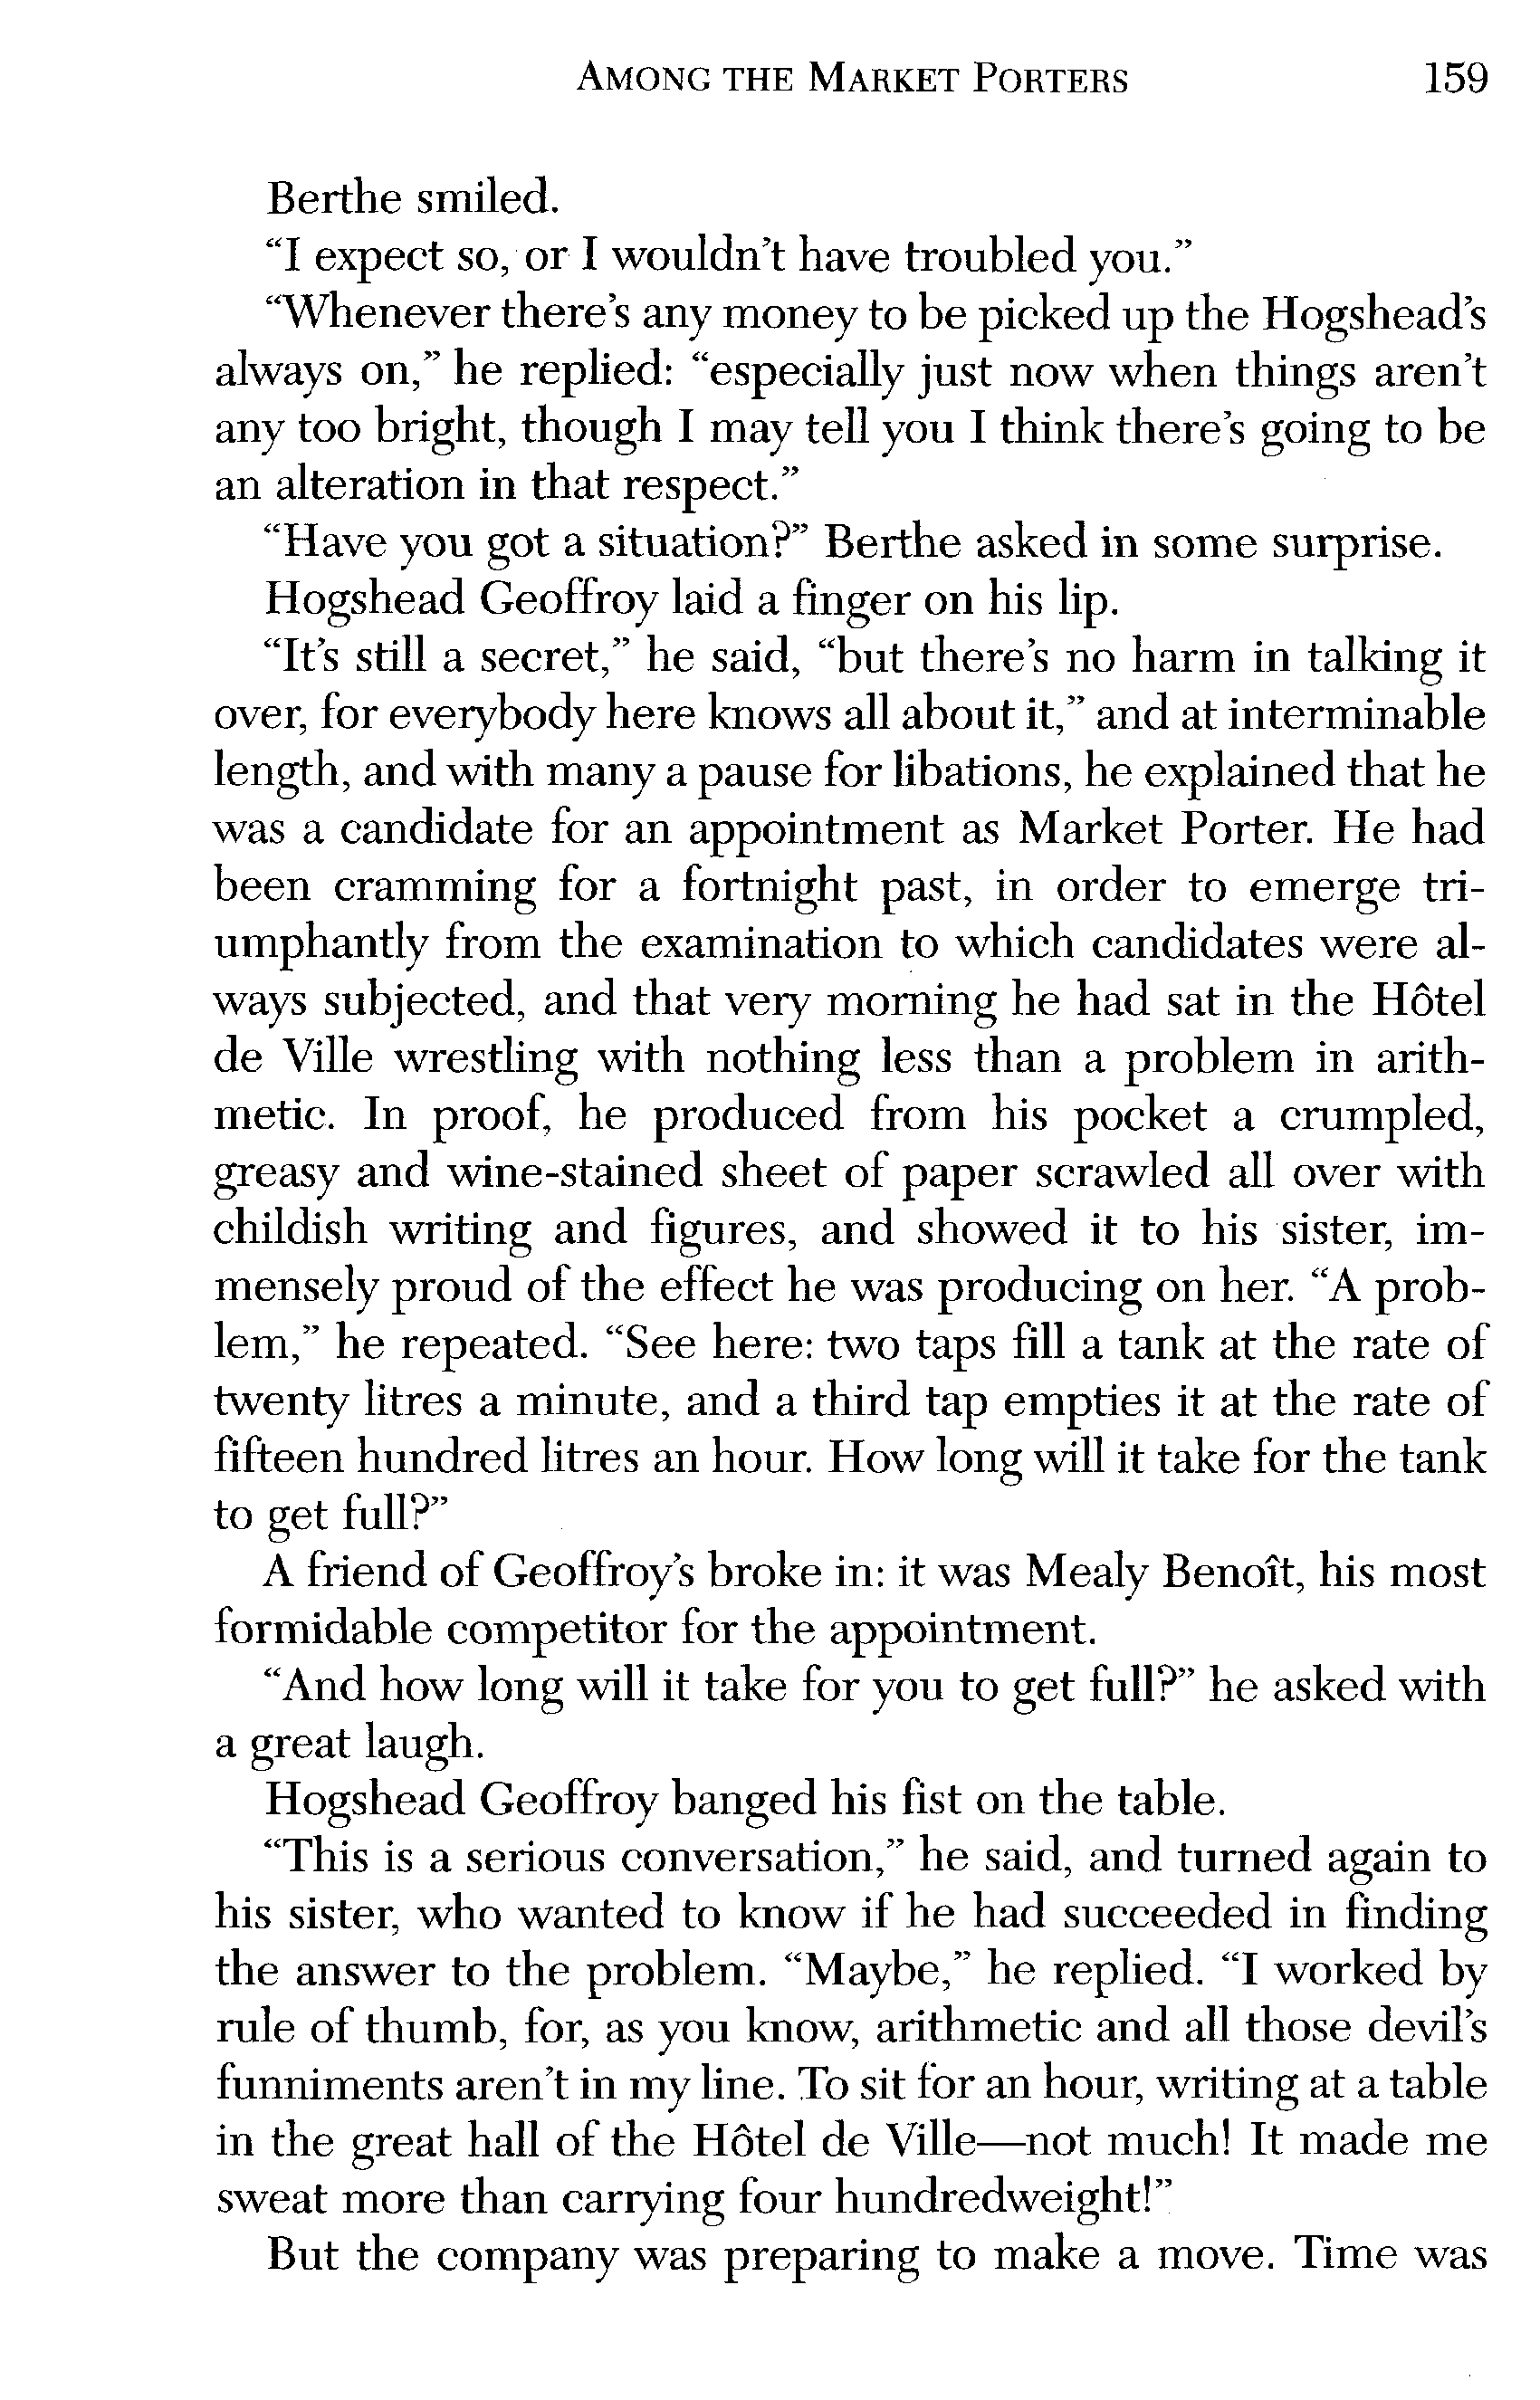 AMONG THE MARKET PORTERS 159
Berthe smiled.
“I expect so, or I wouldn’t have troubled you.”
“Whenever there’s any money to be picked up the Hogshead’s
always on,” he replied: “especially just now when things aren’t
any too bright, though I may tell you I think there’s going to be
an alteration in that respect.”
“Have you got a situation?” Berthe asked in some surprise.
Hogshead Geoffroy laid a finger on his lip.
“It’s still a secret,” he said, “but there’s no harm in talking it
over, for everybody here knows all about it,” and at interminable
length, and with many a pause for libations, he explained that he
was a candidate for an appointment as Market Porter. He had
been cramming for a fortnight past, in order to emerge tri-
umphantly from the examination to which candidates were al-
ways subjected, and that very morning he had sat in the Hôtel
de Ville wrestling with nothing less than a problem in arith-
metic. In proof, he produced from his pocket a crumpled,
greasy and wine-stained sheet of paper scrawled all over with
childish writing and figures, and showed it to his sister, im-
mensely proud of the effect he was producing on her. “A prob-
lem,” he repeated. “See here: two taps fill a tank at the rate of
twenty litres a minute, and a third tap empties it at the rate of
fifteen hundred litres an hour. How long will it take for the tank
to get full?”
A friend of Geoffroy’s broke in: it was Mealy Benoît, his most
formidable competitor for the appointment.
“And how long will it take for you to get full?” he asked with
a great laugh.
Hogshead Geoffroy banged his fist on the table.
“This is a serious conversation,” he said, and turned again to
his sister, who wanted to know if he had succeeded in finding
the answer to the problem. “Maybe,” he replied. “I worked by
rule of thumb, for, as you know, arithmetic and all those devil’s
funniments aren’t in my line. To sit for an hour, writing at a table
in the great hall of the Hôtel de Ville—not much! It made me
sweat more than carrying four hundredweight!”
But the company was preparing to make a move. Time was